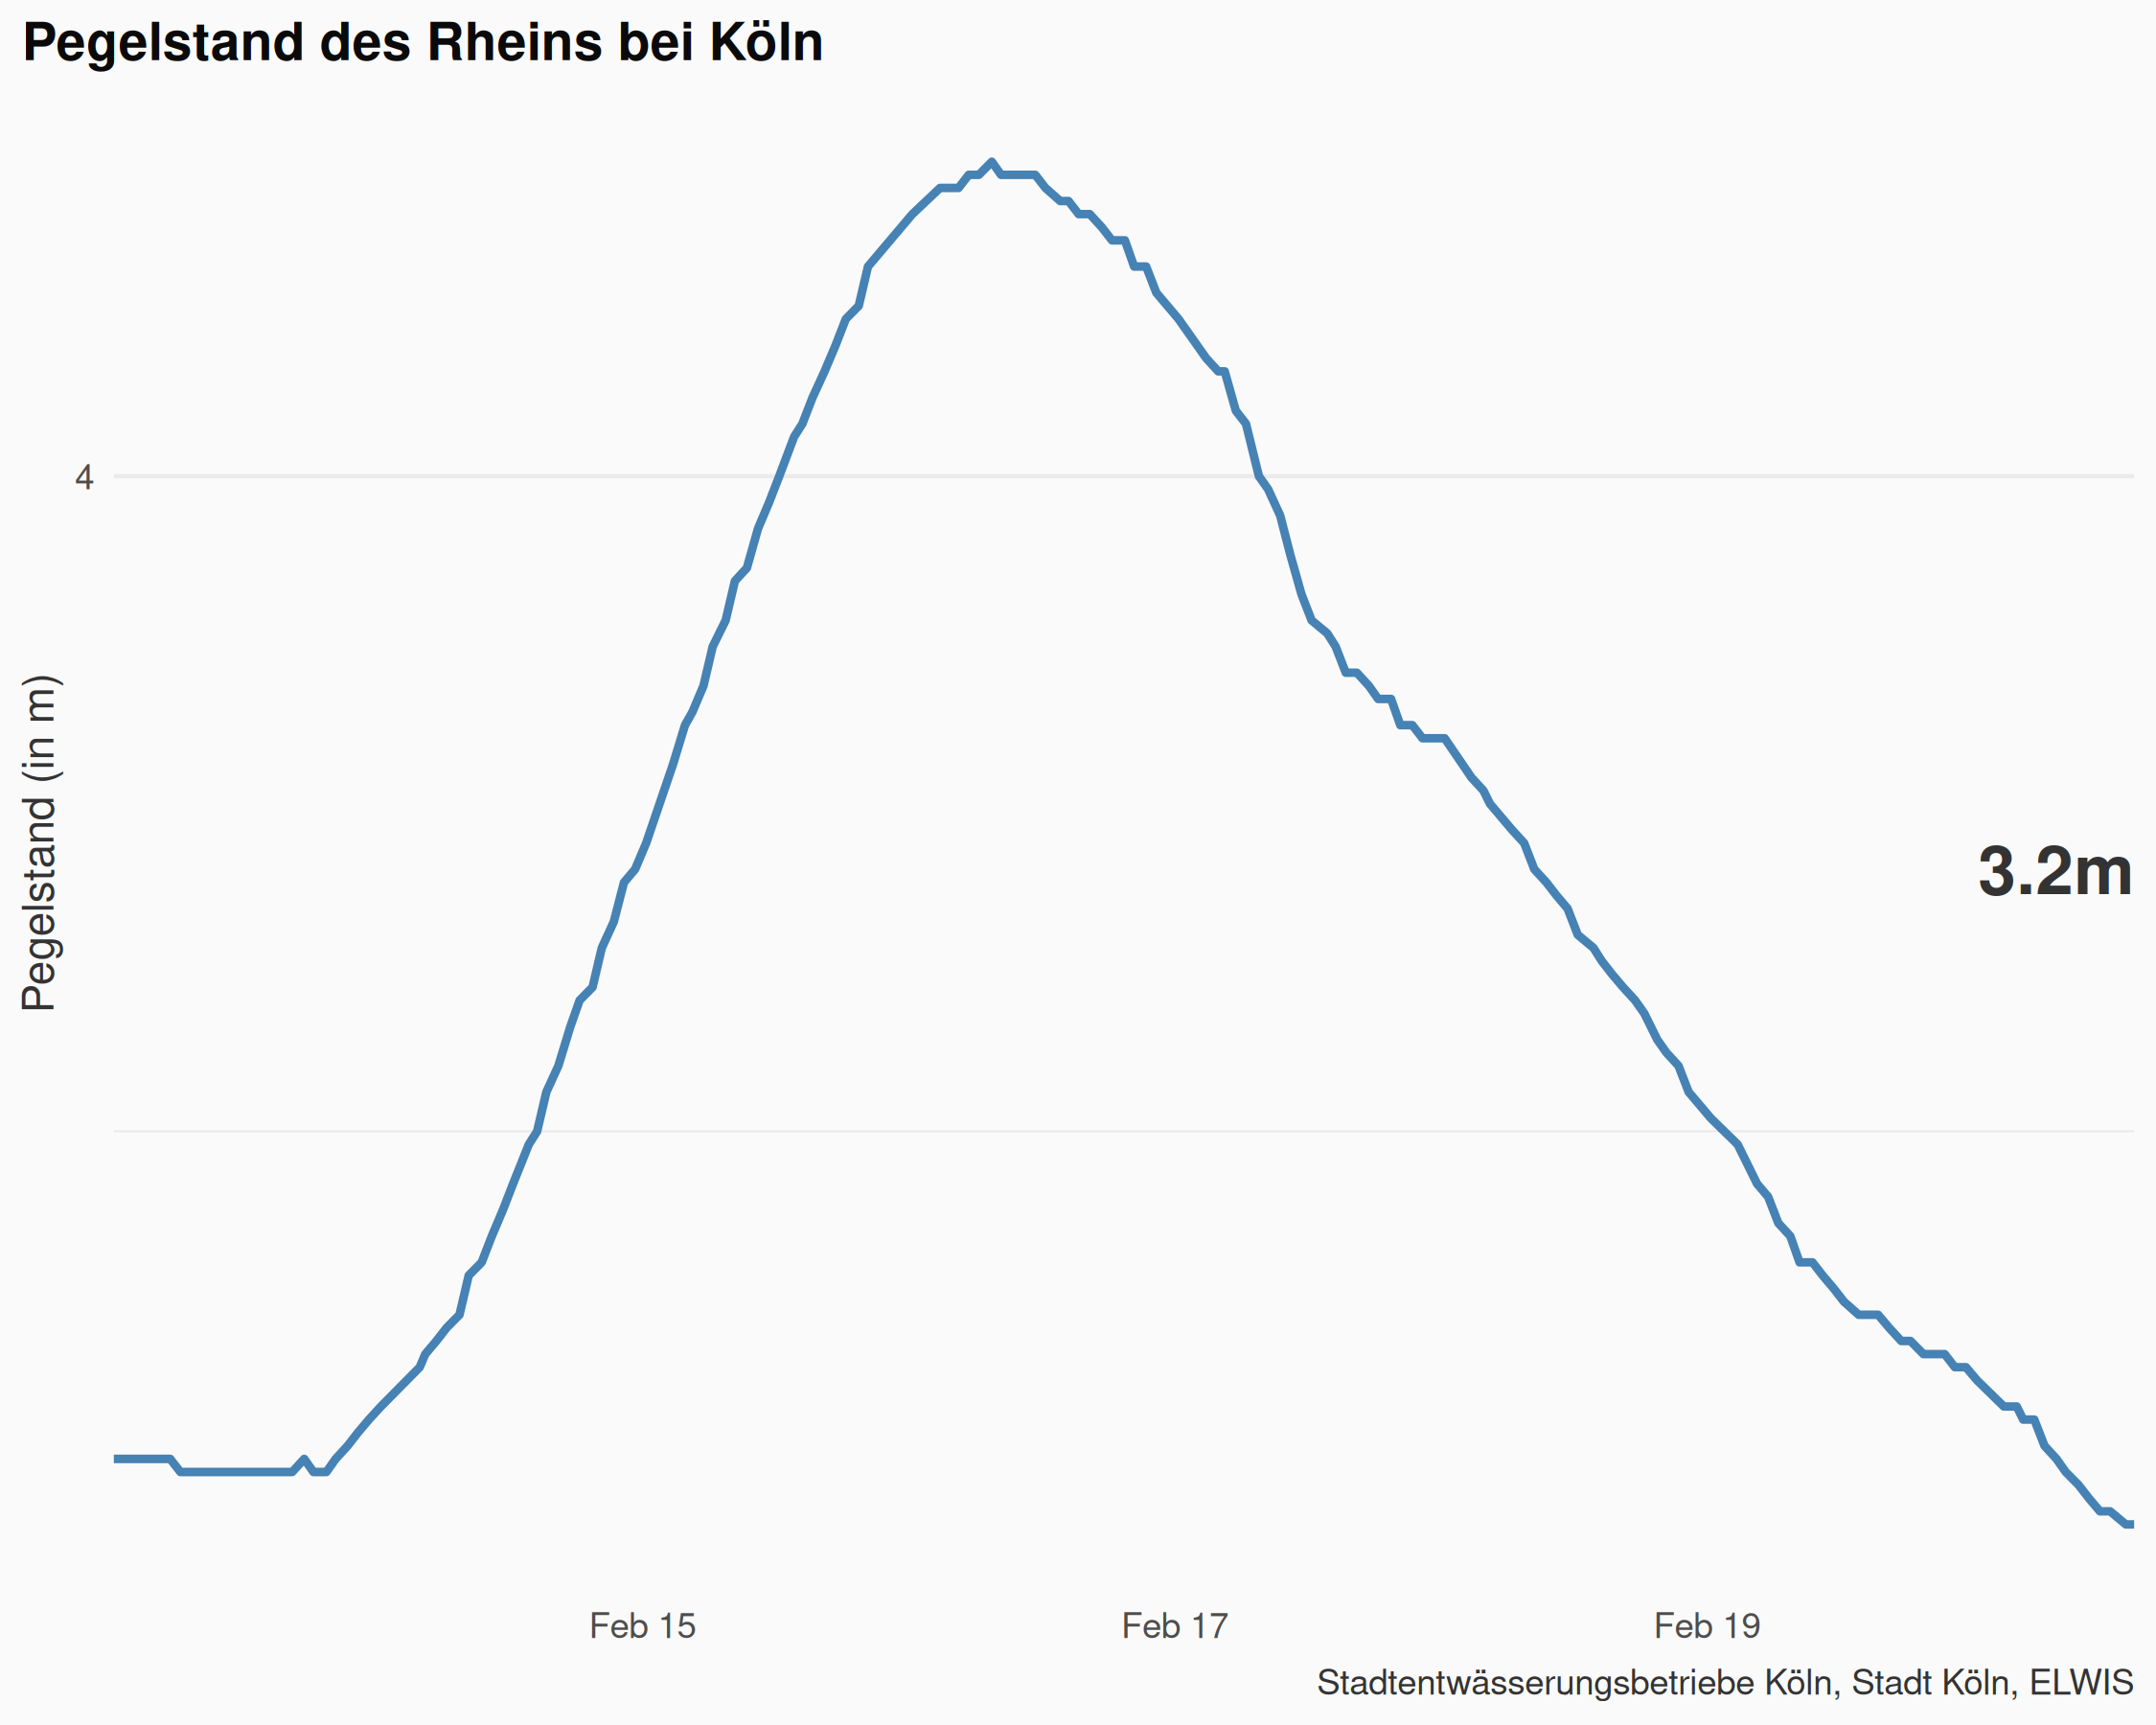 Pegelstand des Rheins bei Köln
4
Pegelstand (in m)
3.2m
Feb 15
Feb 17
Feb 19
Stadtentwässerungsbetriebe Köln, Stadt Köln, ELWIS